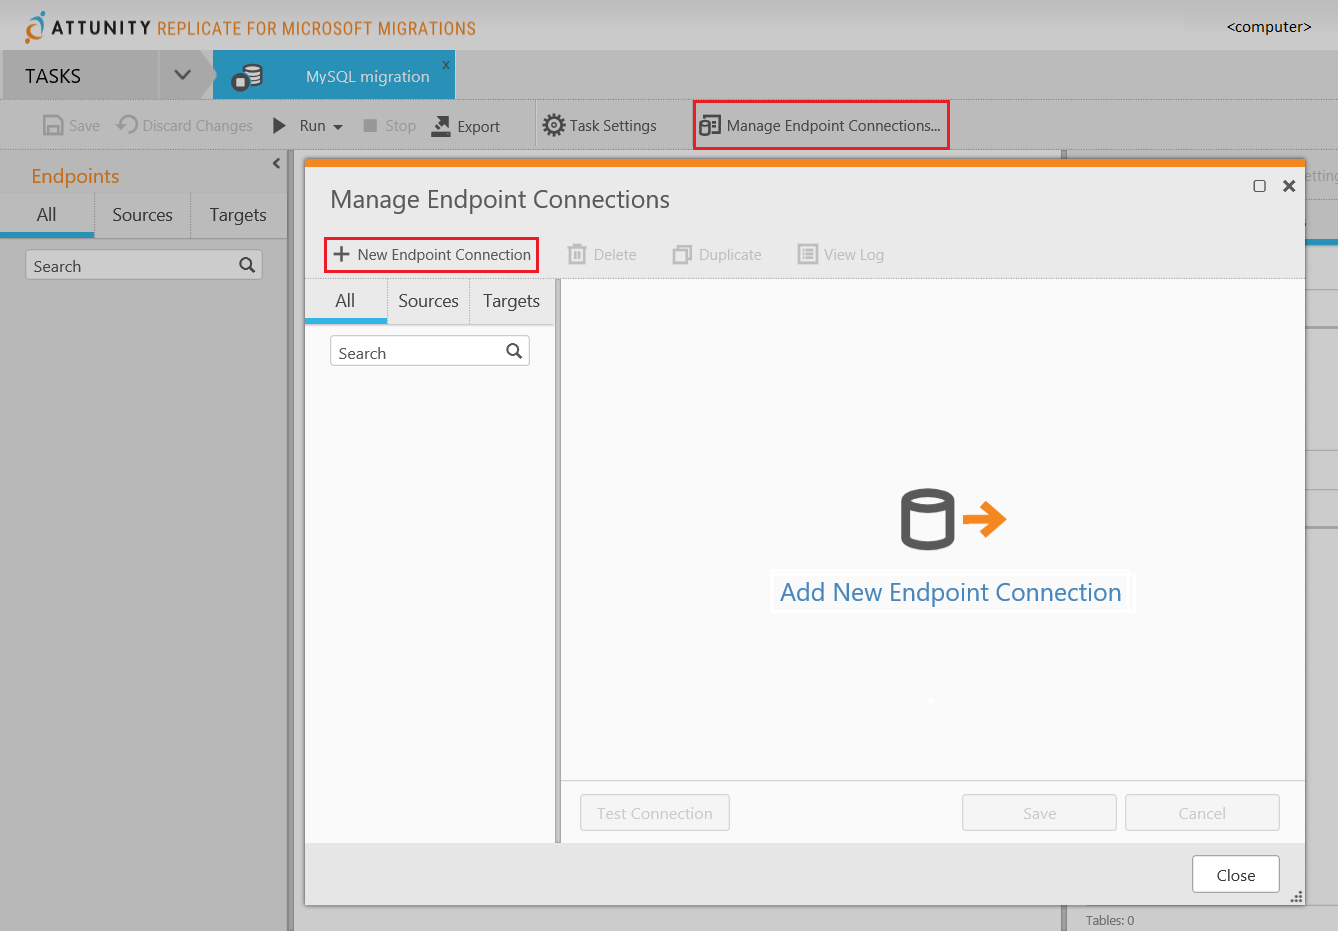 ATTUNITY REPLICATE FOR MICROSOFT MIGRATIONS
<computer>
TASKS
MySQL migration
x
Save
Discard Changes
Run
Stop
Export
Task Settings
Manage Endpoint Connections...
Endpoints
All
Sources
Targets
Search
Manage Endpoint Connections
New Endpoint Connection
Delete
Duplicate
View Log
All
Sources
Targets
Search
Add New Endpoint Connection
Test Connection
Save
Cancel
Close
Tables: 0